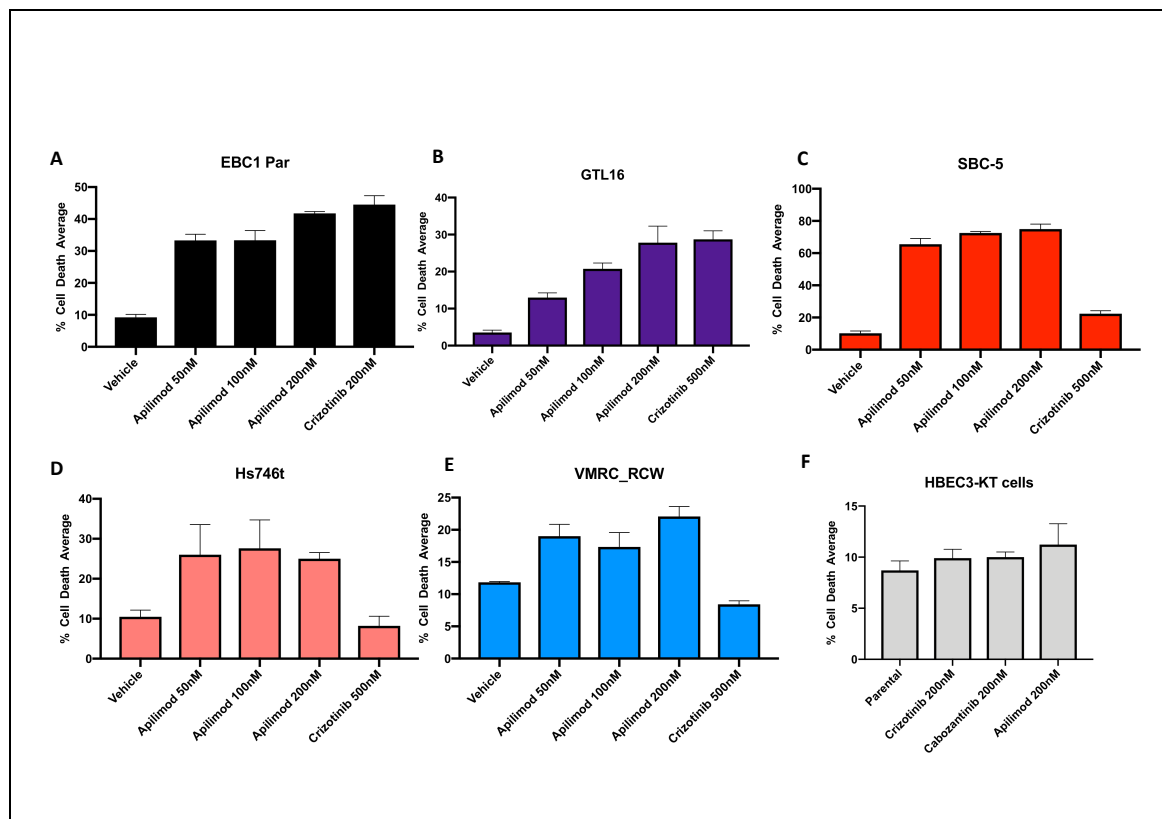 A
EBC1 Par
% Cell Death Average
50
40
30
20
10
0
Vehicle
Apilimod 50nM
Apilimod 100nM
Apilimod 200nM
Crizotinib 200nM
B
GTL16
% Cell Death Average
40
30
20
10
0
Vehicle
Apilimod 50nM
Apilimod 100nM
Apilimod 200nM
Crizotinib 500nM
C
SBC-5
% Cell Death Average
100
80
60
40
20
0
Vehicle
Apilimod 50nM
Apilimod 100nM
Apilimod 200nM
Crizotinib 500nM
D
Hs746t
% Cell Death Average
40
30
20
10
0
Vehicle
Apilimod 50nM
Apilimod 100nM
Apilimod 200nM
Crizotinib 500nM
E
VMRC_RCW
% Cell Death Average
25
20
15
10
5
0
Vehicle
Apilimod 50nM
Apilimod 100nM
Apilimod 200nM
Crizotinib 500nM
F
HBEC3-KT cells
% Cell Death Average
15
10
5
0
Parental
Crizotinib 200nM
Cabozantinib 200nM
Apilimod 200nM